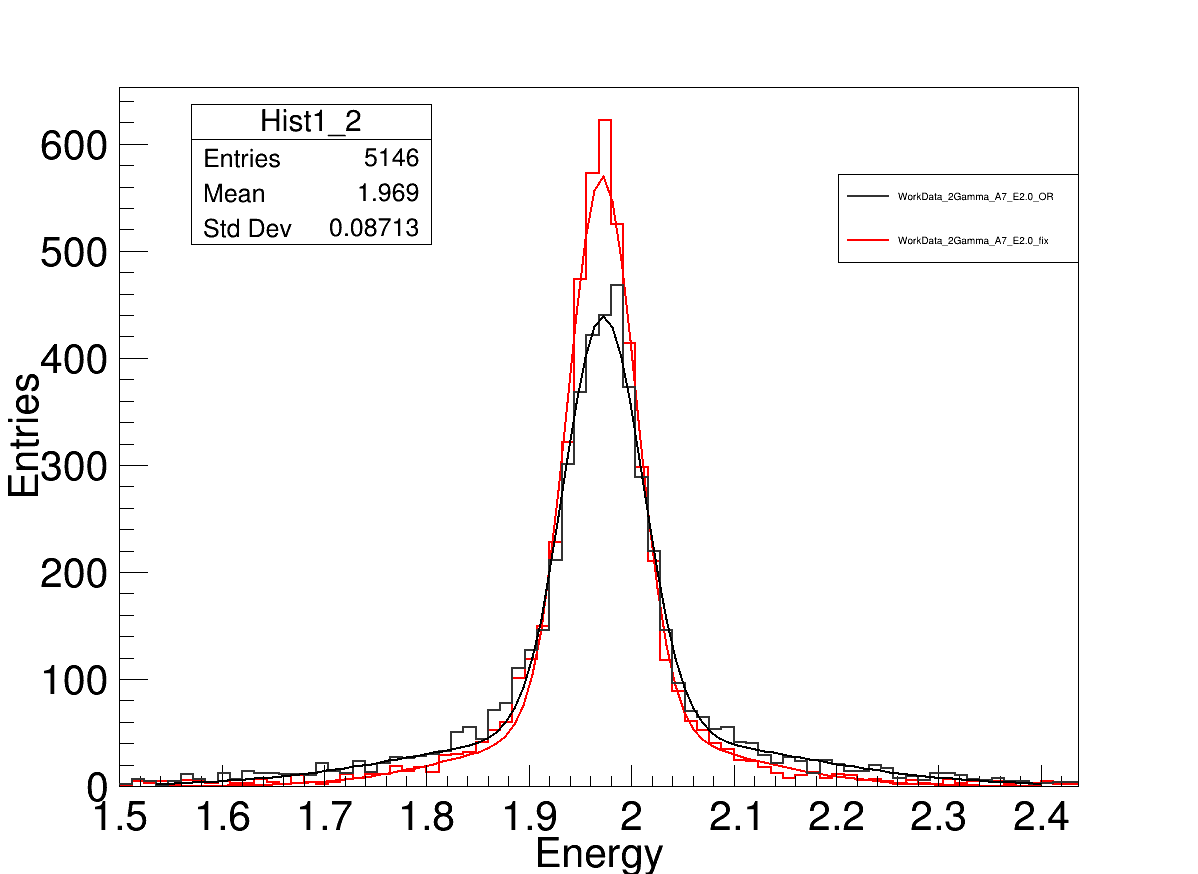 Hist1_2
Entries 5146
Mean 1.969
Std Dev 0.08713
WorkData_2Gamma_A7_E2.0_OR
WorkData_2Gamma_A7_E2.0_fix
Entries
600
500
400
300
200
100
0
1.5 1.6 1.7 1.8 1.9 2 2.1 2.2 2.3 2.4
Energy